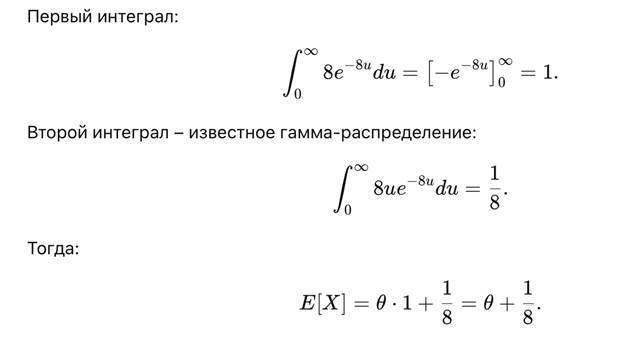 Первый интеграл:
∫₀^∞ 8e^{−8u}du = [−e^{−8u}]₀^∞ = 1.
Второй интеграл – известное гамма-распределение:
∫₀^∞ 8ue^{−8u}du = 1/8.
Тогда:
E[X] = θ · 1 + 1/8 = θ + 1/8.